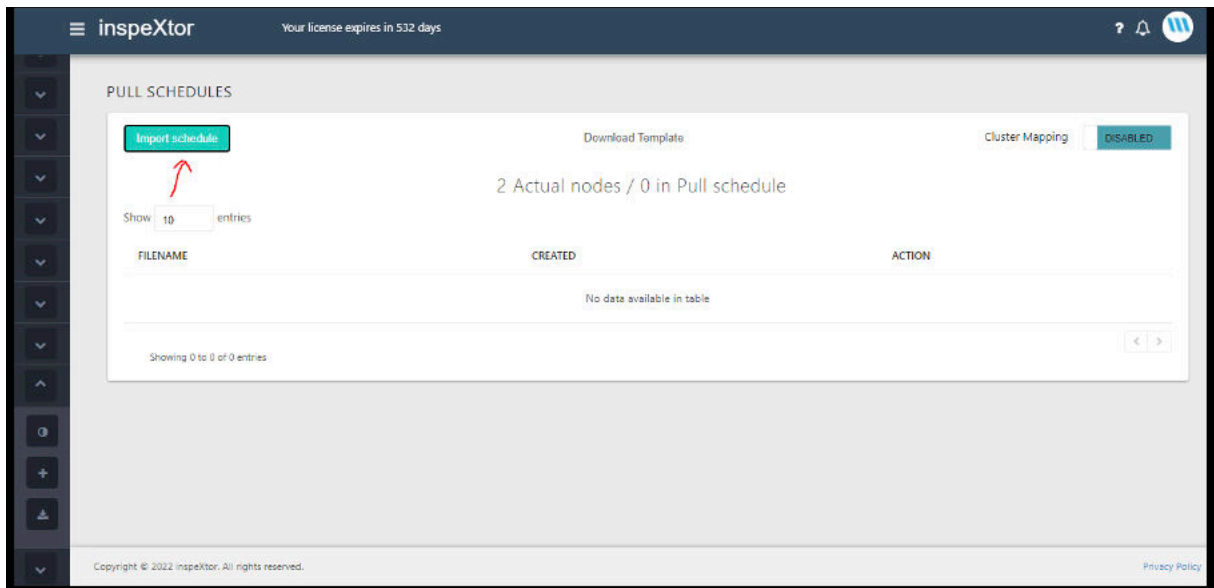 inspeXtor
Your license expires in 532 days
?
PULL SCHEDULES
Import schedule
Download Template
Cluster Mapping
DISABLED
2 Actual nodes / 0 in Pull schedule
Show 10 entries
FILENAME CREATED ACTION
No data available in table
Showing 0 to 0 of 0 entries
< >
Copyright © 2022 inspeXtor. All rights reserved.
Privacy Policy